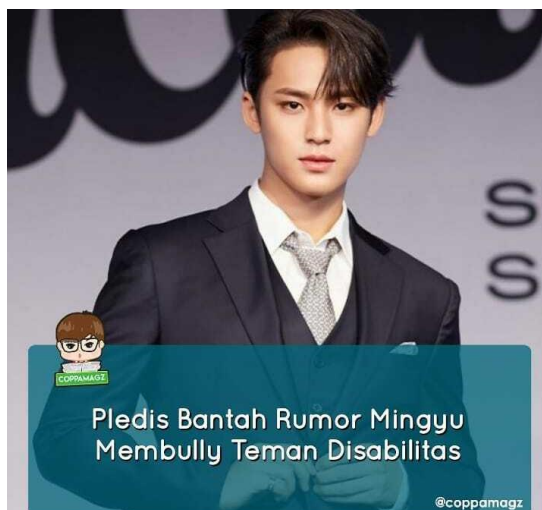 S
S
COPPAMAGZ
Pledis Bantah Rumor Mingyu
Membully Teman Disabilitas
@coppamagz